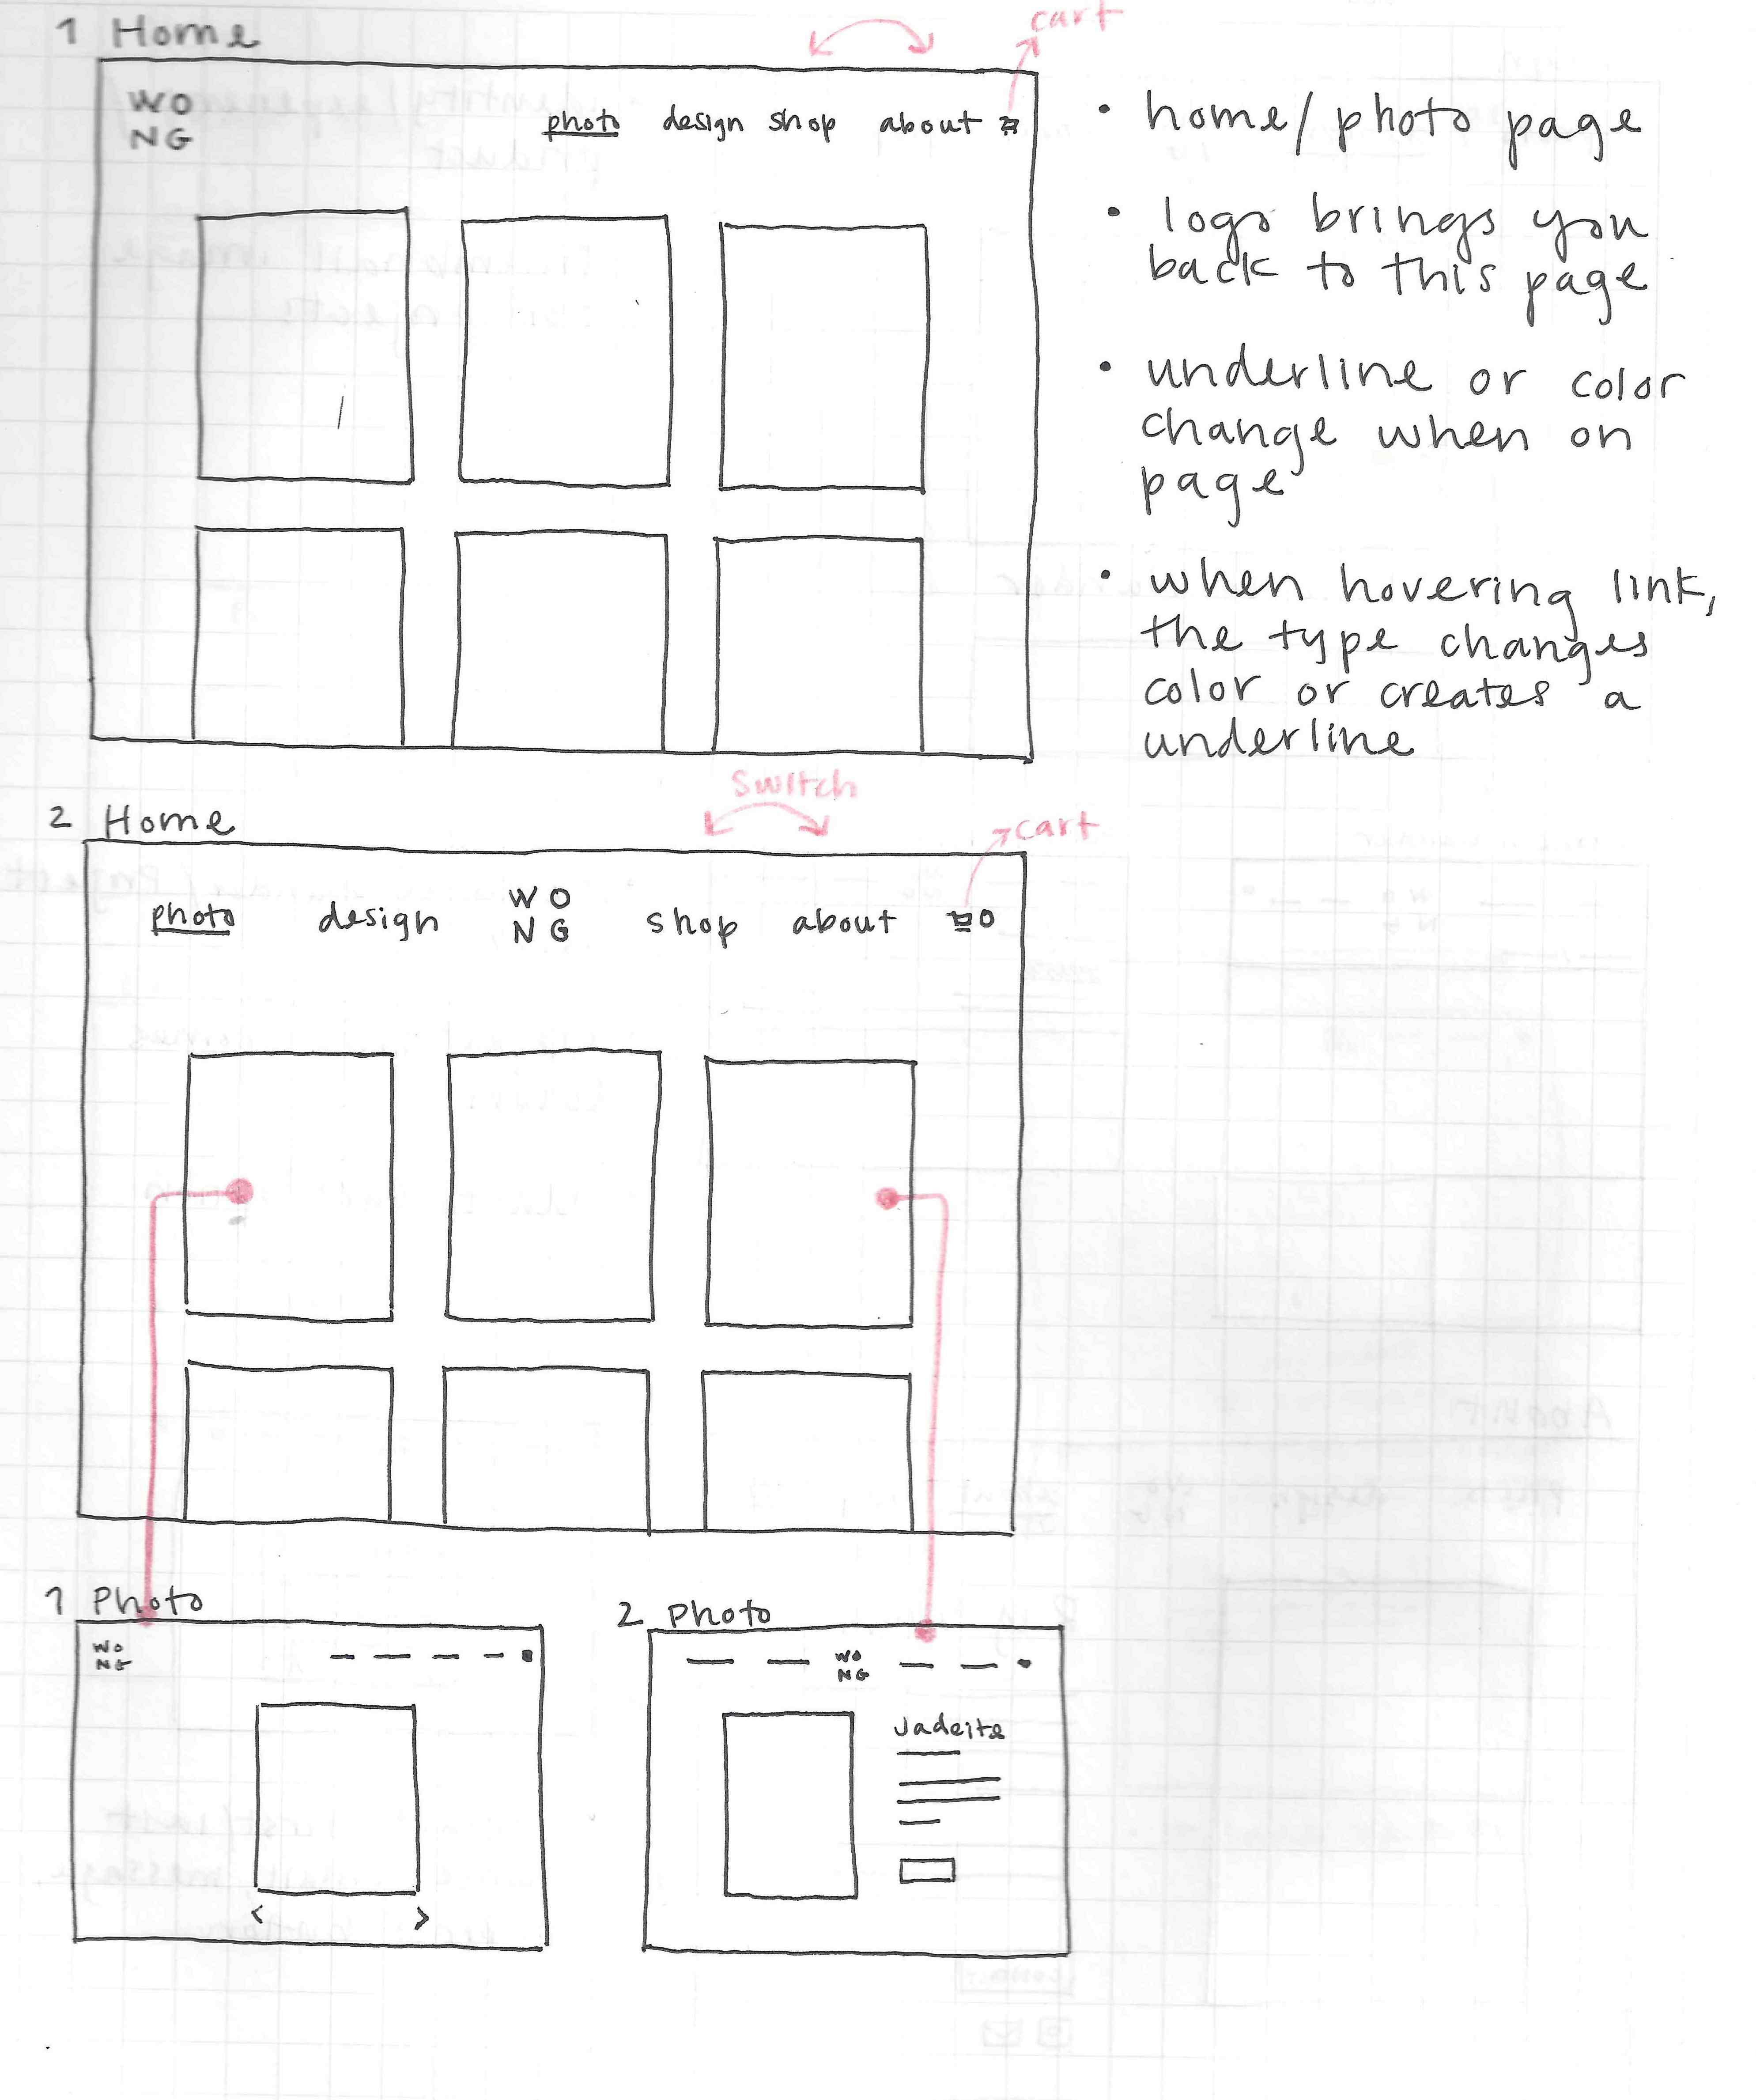 1 Home
cart
WO
NG
photo design shop about
• home/photo page
• logo brings you
back to this page
• underline or color
change when on
page
• when hovering link,
the type changes
color or creates a
underline
switch
2 Home
cart
photo design WO shop about 0
NG
1 Photo
WO
NG
< >
2 Photo
WO
NG
Jadeite